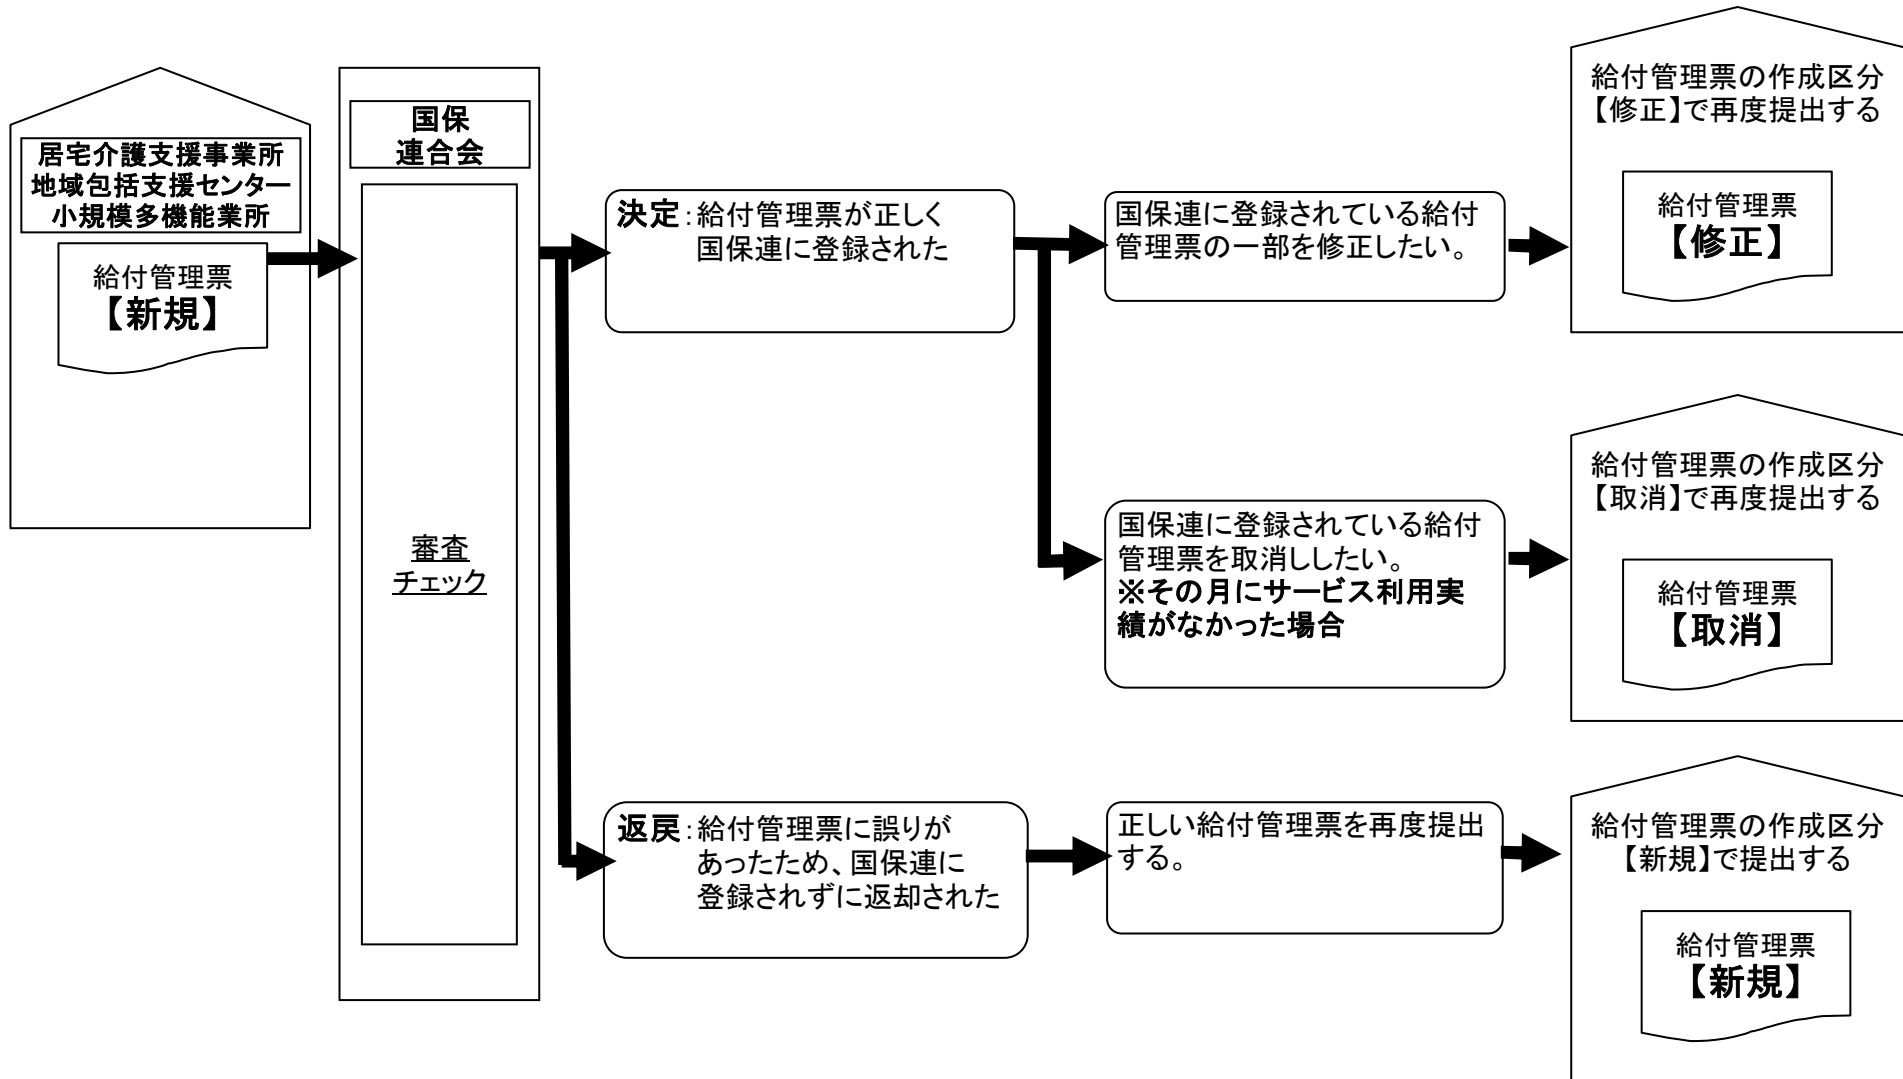 居宅介護支援事業所
地域包括支援センター
小規模多機能業所
給付管理票
【新規】
国保
連合会
審査
チェック
決定：給付管理票が正しく
国保連に登録された
国保連に登録されている給付
管理票の一部を修正したい。
給付管理票の作成区分
【修正】で再度提出する
給付管理票
【修正】
国保連に登録されている給付
管理票を取消ししたい。
※その月にサービス利用実
績がなかった場合
給付管理票の作成区分
【取消】で再度提出する
給付管理票
【取消】
返戻：給付管理票に誤りが
あったため、国保連に
登録されずに返却された
正しい給付管理票を再度提出
する。
給付管理票の作成区分
【新規】で提出する
給付管理票
【新規】